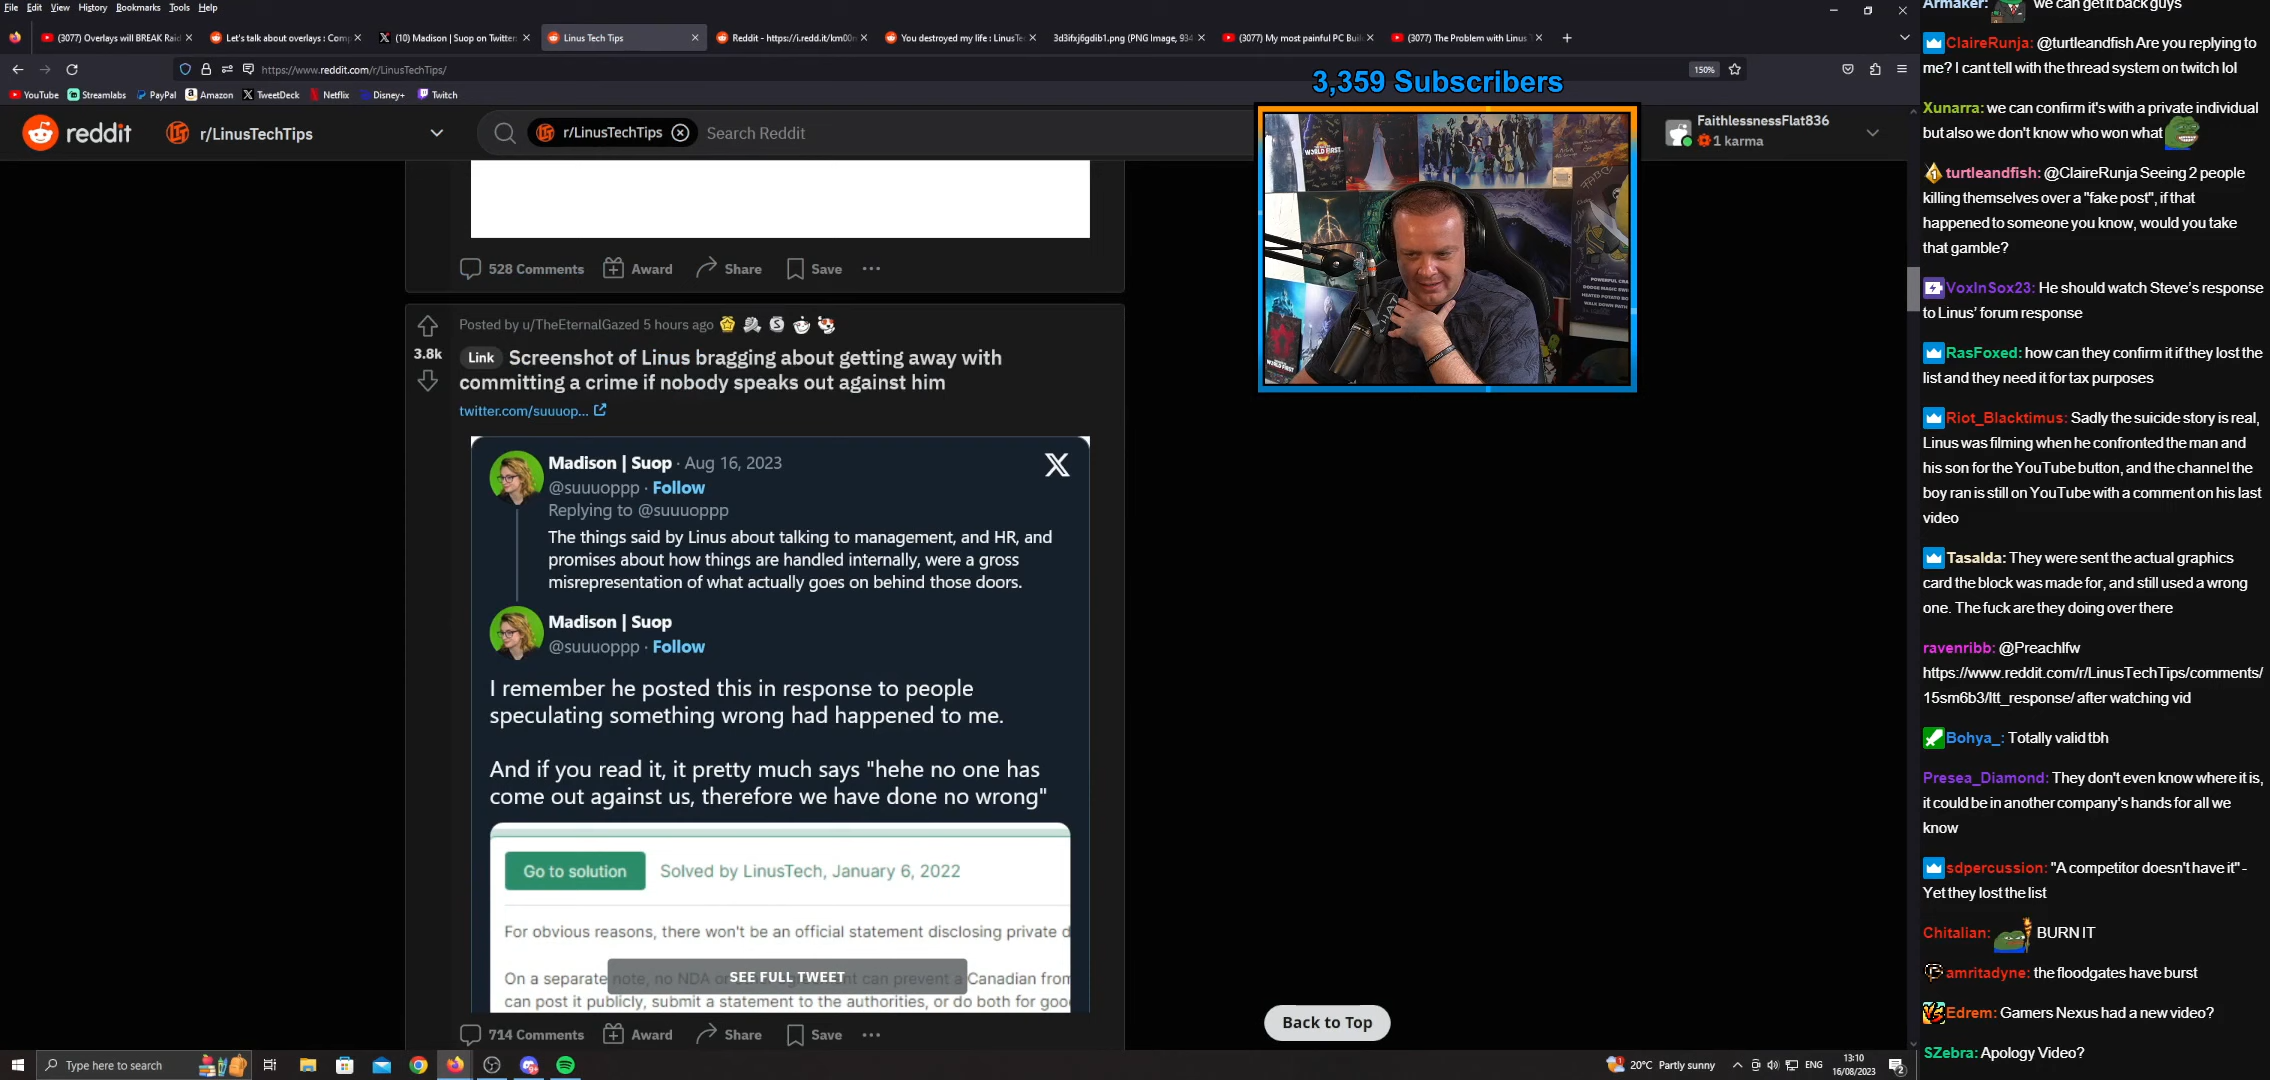 File Edit View History Bookmarks Tools Help
(3077) Overlays will BREAK Raid
Let's talk about overlays : Comp
(10) Madison | Suop on Twitter:
Linus Tech Tips
Reddit - https://i.redd.it/km00n
You destroyed my life : LinusTec
3d3ifxj6gdib1.png (PNG Image, 934
(3077) My most painful PC Buil
(3077) The Problem with Linus T
https://www.reddit.com/r/LinusTechTips/
150%
YouTube Streamlabs PayPal Amazon TweetDeck Netflix Disney+ Twitch
3,359 Subscribers
reddit
r/LinusTechTips
r/LinusTechTips
Search Reddit
FaithlessnessFlat836
1 karma
528 Comments Award Share Save
Posted by u/TheEternalGazed 5 hours ago
3.8k
Link Screenshot of Linus bragging about getting away with
committing a crime if nobody speaks out against him
twitter.com/suuuop...
Madison | Suop · Aug 16, 2023
@suuuoppp · Follow
Replying to @suuuoppp
The things said by Linus about talking to management, and HR, and
promises about how things are handled internally, were a gross
misrepresentation of what actually goes on behind those doors.
Madison | Suop
@suuuoppp · Follow
I remember he posted this in response to people
speculating something wrong had happened to me.
And if you read it, it pretty much says "hehe no one has
come out against us, therefore we have done no wrong"
Go to solution
Solved by LinusTech, January 6, 2022
For obvious reasons, there won't be an official statement disclosing private d
On a separate note, no NDA or can prevent a Canadian from
SEE FULL TWEET
can post it publicly, submit a statement to the authorities, or do both for good
714 Comments Award Share Save
Back to Top
WORLD FIRST
Armaker: we can get it back guys
ClaireRunja: @turtleandfish Are you replying to
me? I cant tell with the thread system on twitch lol
Xunarra: we can confirm it's with a private individual
but also we don't know who won what
turtleandfish: @ClaireRunja Seeing 2 people
killing themselves over a "fake post", if that
happened to someone you know, would you take
that gamble?
VoxInSox23: He should watch Steve's response
to Linus' forum response
RasFoxed: how can they confirm it if they lost the
list and they need it for tax purposes
Riot_Blacktimus: Sadly the suicide story is real,
Linus was filming when he confronted the man and
his son for the YouTube button, and the channel the
boy ran is still on YouTube with a comment on his last
video
Tasalda: They were sent the actual graphics
card the block was made for, and still used a wrong
one. The fuck are they doing over there
ravenribb: @Preachlfw
https://www.reddit.com/r/LinusTechTips/comments/
15sm6b3/ltt_response/ after watching vid
Bohya_: Totally valid tbh
Presea_Diamond: They don't even know where it is,
it could be in another company's hands for all we
know
sdpercussion: "A competitor doesn't have it" -
Yet they lost the list
Chitalian: BURN IT
amritadyne: the floodgates have burst
Edrem: Gamers Nexus had a new video?
SZebra: Apology Video?
Type here to search
20°C Partly sunny
ENG
13:10
16/08/2023
2